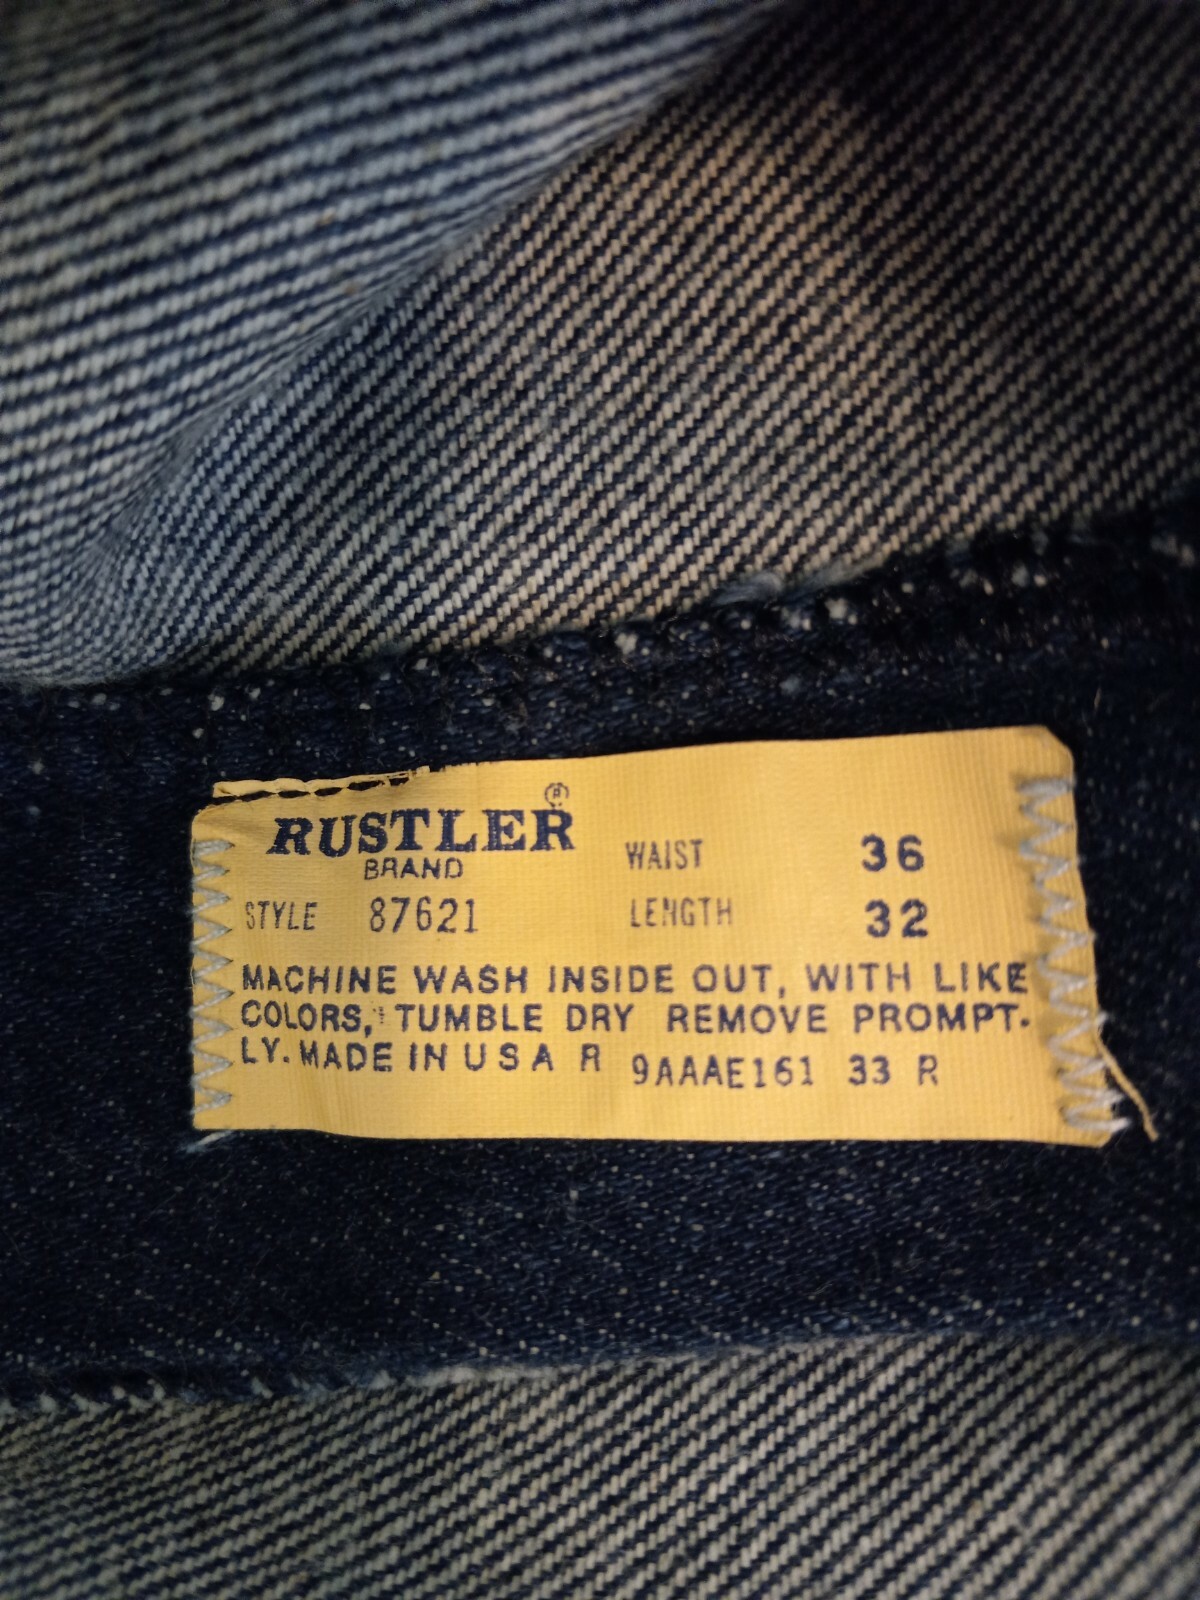 RUSTLER®
BRAND
WAIST 36
STYLE 87621 LENGTH 32
MACHINE WASH INSIDE OUT, WITH LIKE
COLORS, TUMBLE DRY REMOVE PROMPT-
LY. MADE IN U S A R 9AAAE161 33 R